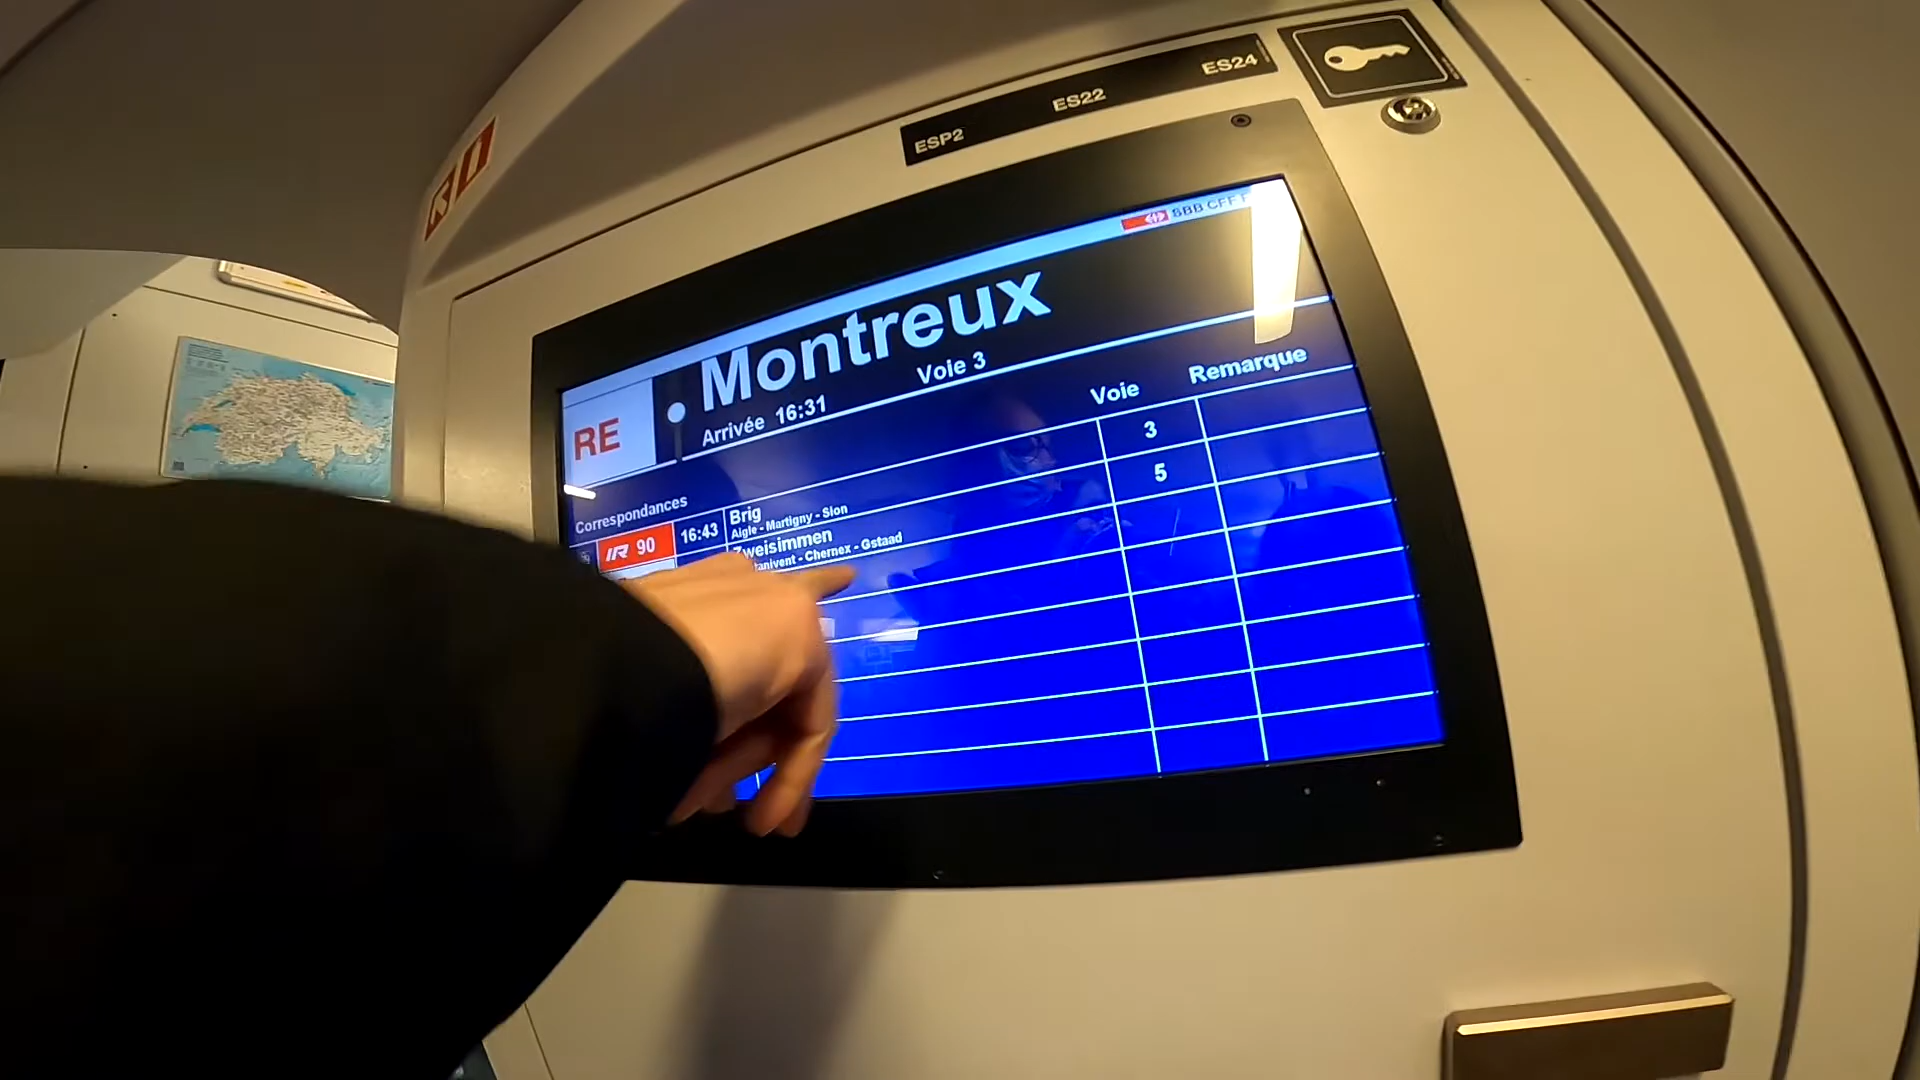 ESP2 ES22 ES24
SBB CFF
RE
Montreux
Arrivée 16:31 Voie 3
Correspondances Voie Remarque
IR 90 16:43 Brig 3
Aigle - Martigny - Sion
Zweisimmen 5
Chernex - Gstaad